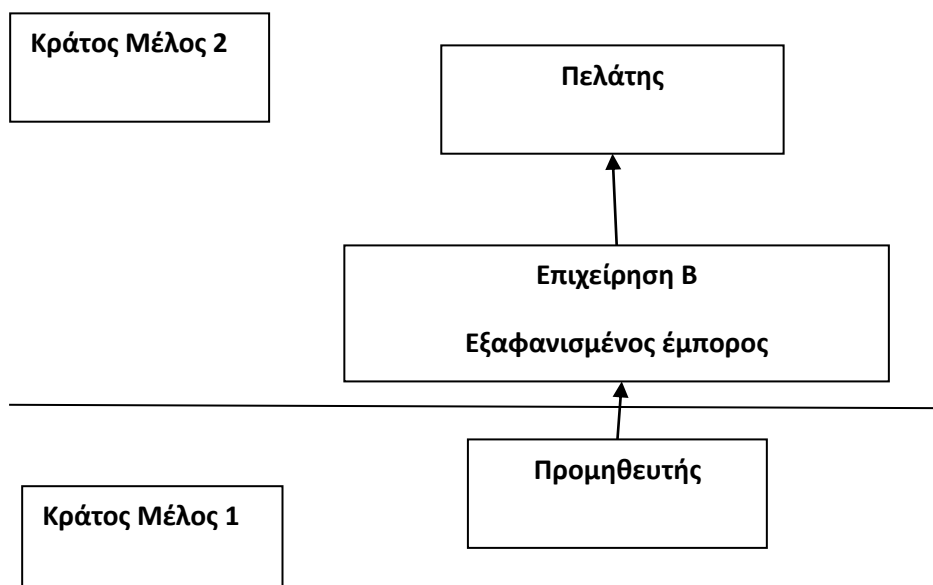 Κράτος Μέλος 2
Πελάτης
Επιχείρηση Β
Εξαφανισμένος έμπορος
Προμηθευτής
Κράτος Μέλος 1